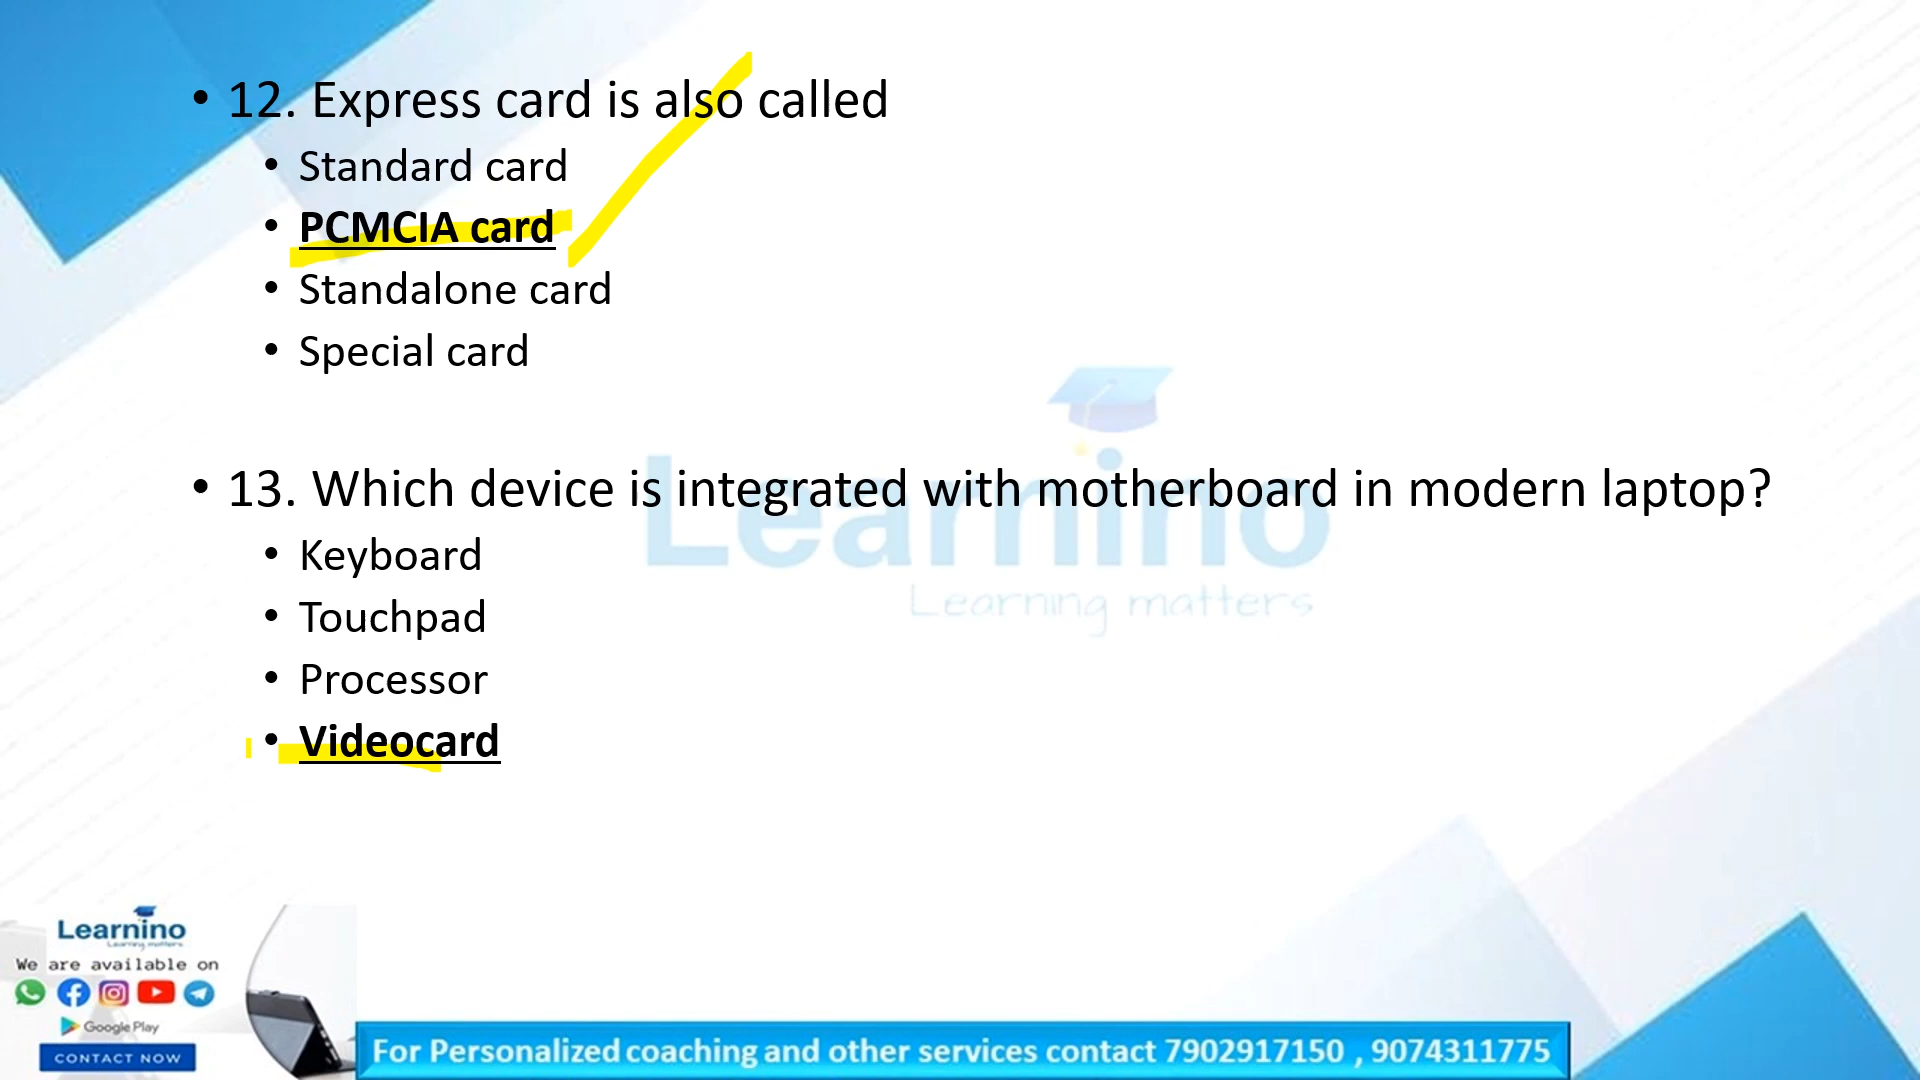 • 12. Express card is also called
• Standard card
• PCMCIA card
• Standalone card
• Special card
• 13. Which device is integrated with motherboard in modern laptop?
• Keyboard
• Touchpad
• Processor
• Videocard
Learnino
Learning matters
Learnino
Learning matters
We are available on
Google Play
CONTACT NOW
For Personalized coaching and other services contact 7902917150 , 9074311775